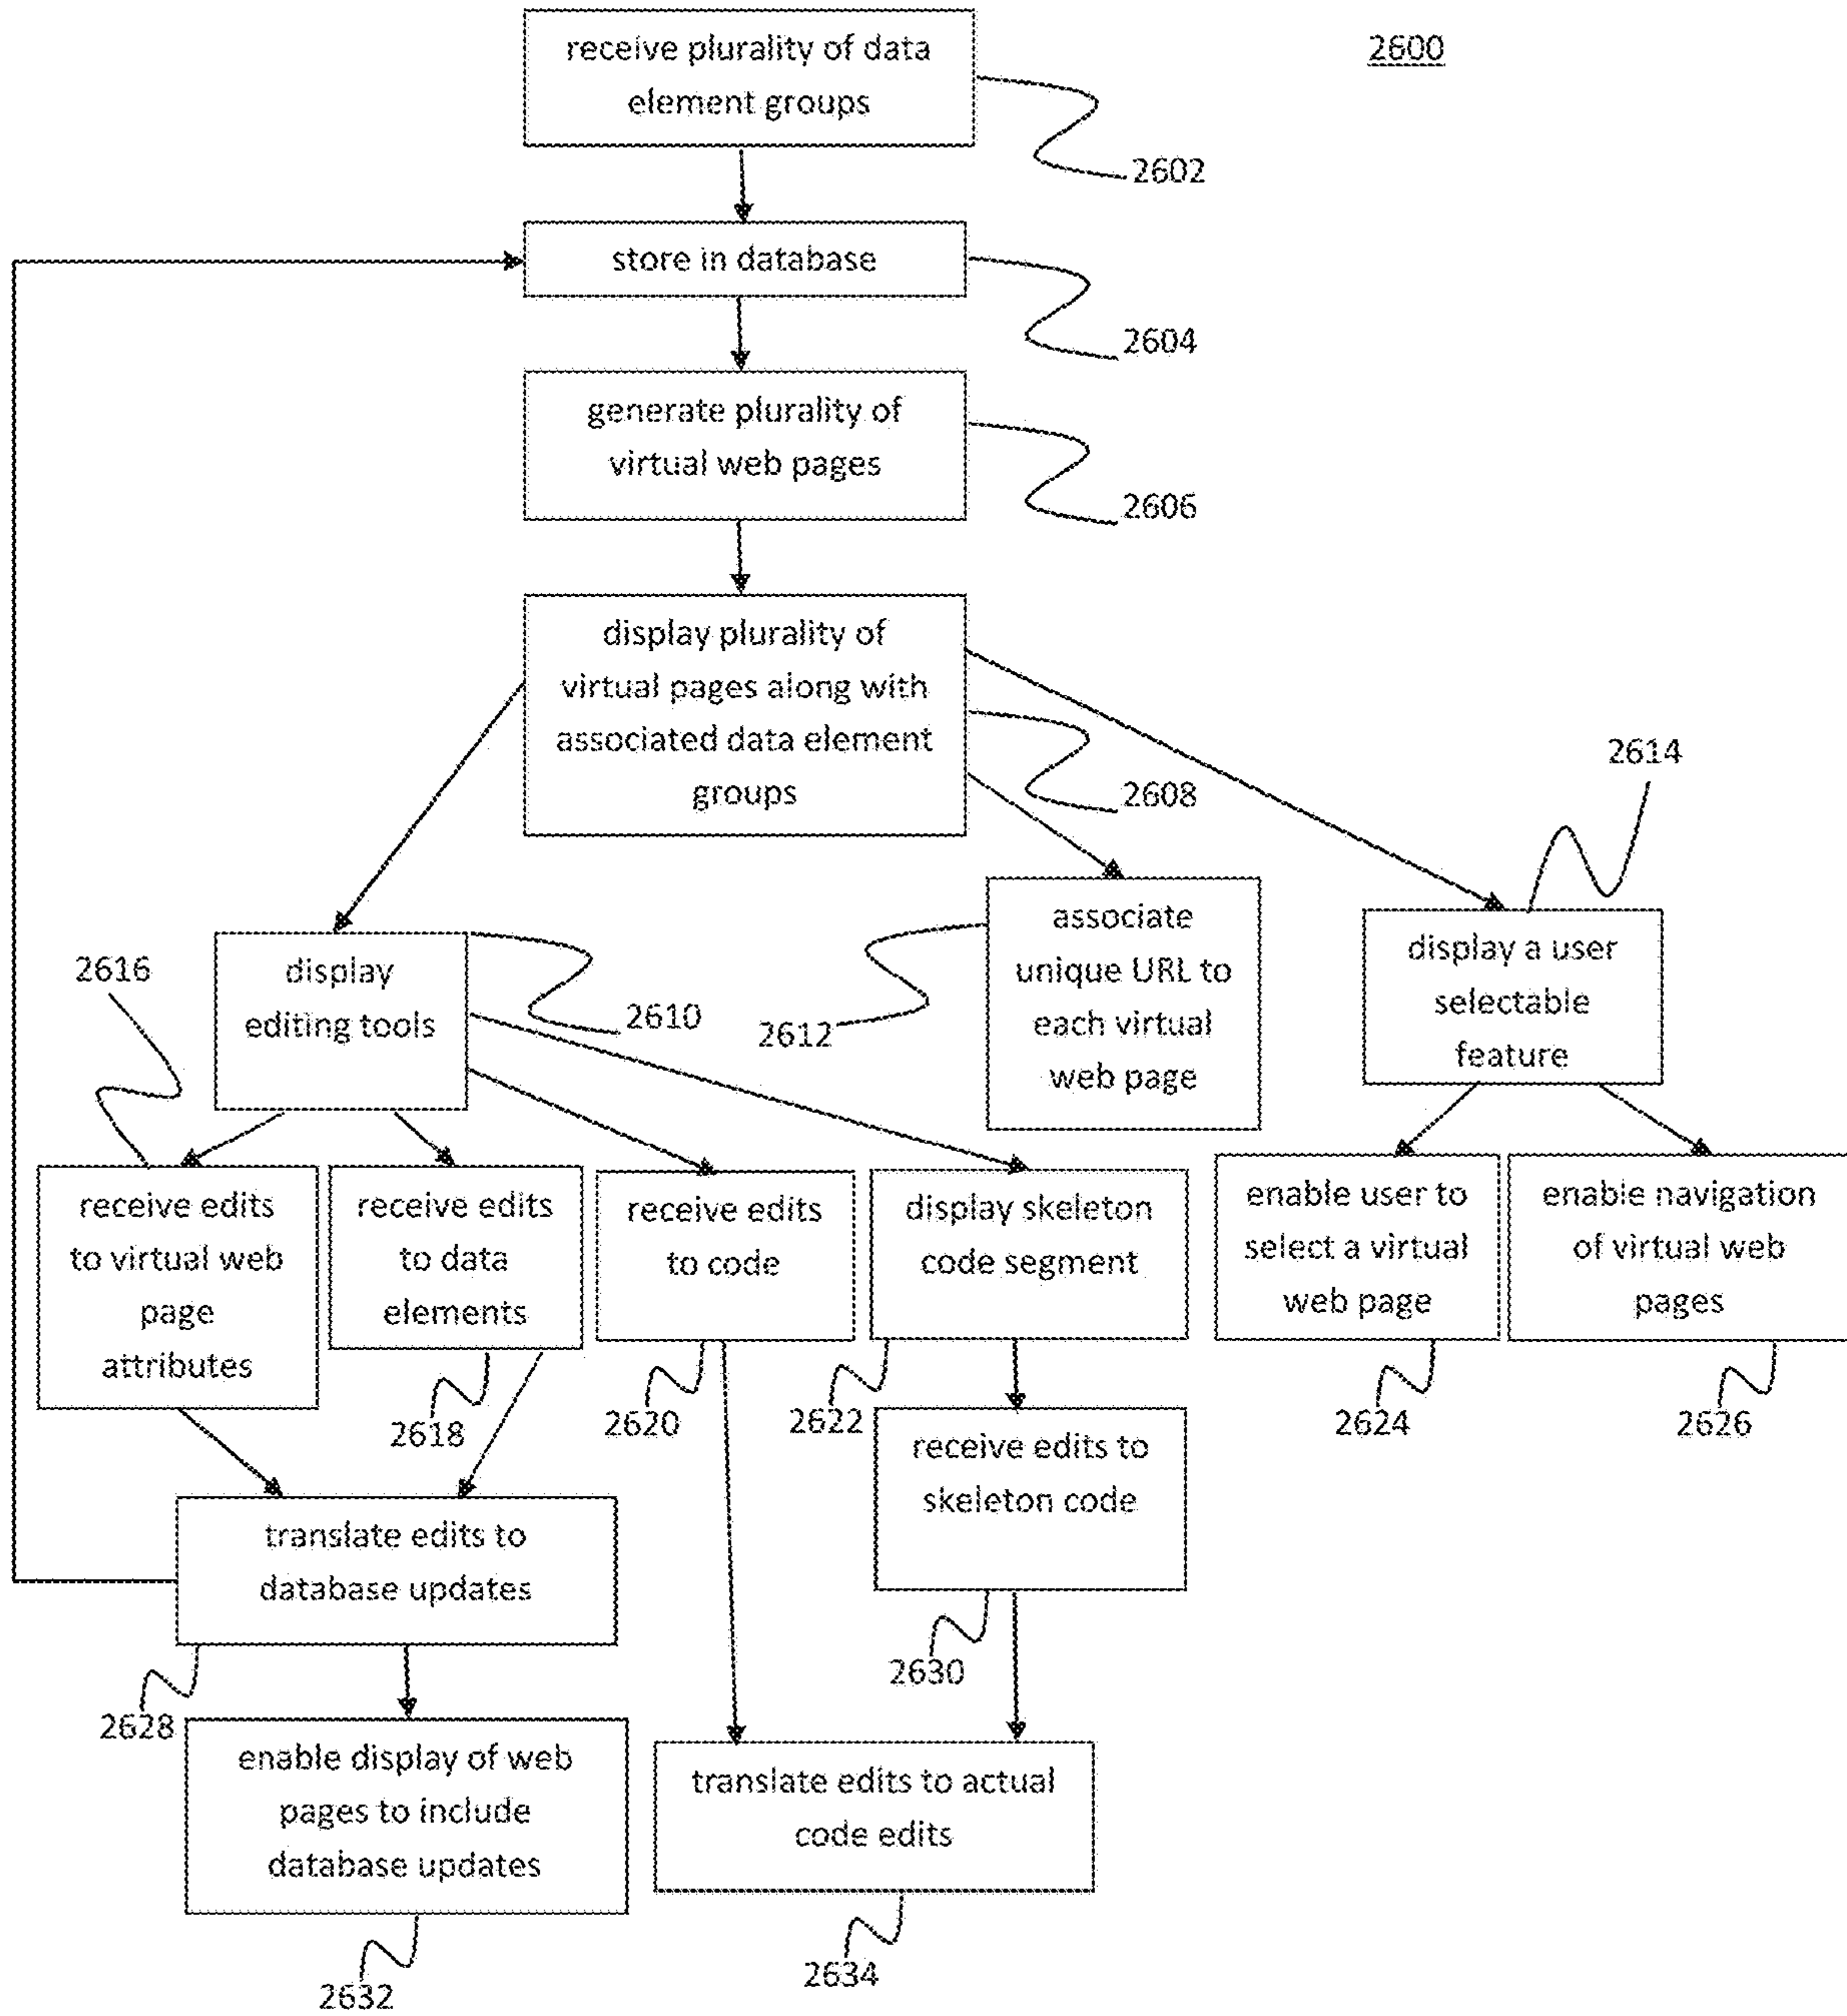 receive plurality of data
element groups
2600
2602
store in database
2604
generate plurality of
virtual web pages
2606
display plurality of
virtual pages along with
associated data element
groups
2608
2614
display
editing tools
2610
2616
associate
unique URL to
each virtual
web page
2612
display a user
selectable
feature
receive edits
to virtual web
page
attributes
receive edits
to data
elements
receive edits
to code
display skeleton
code segment
enable user to
select a virtual
web page
enable navigation
of virtual web
pages
2618
2620
2622
2624
2626
receive edits to
skeleton code
translate edits to
database updates
2630
2628
enable display of web
pages to include
database updates
translate edits to actual
code edits
2632
2634